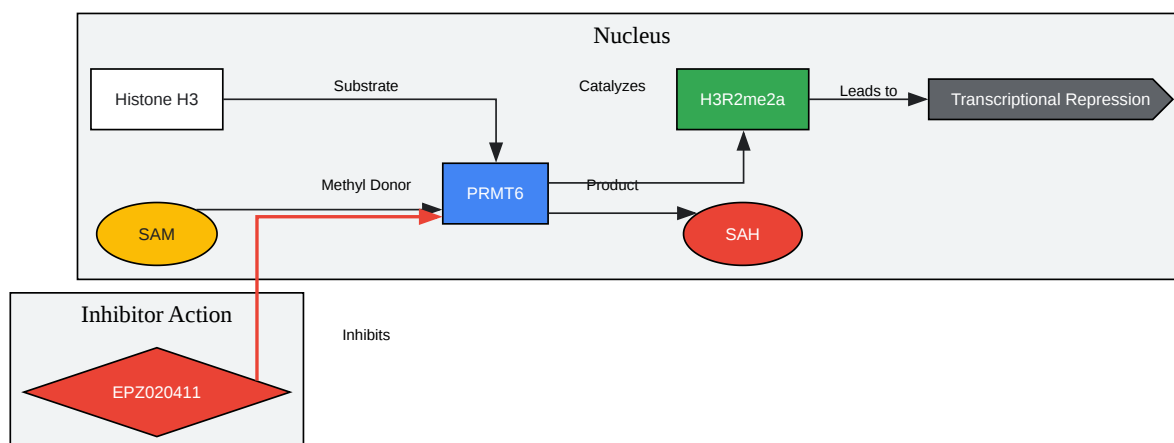 Nucleus
Histone H3
Substrate
Catalyzes
H3R2me2a
Leads to
Transcriptional Repression
Methyl Donor
PRMT6
Product
SAM
SAH
Inhibitor Action
Inhibits
EPZ020411